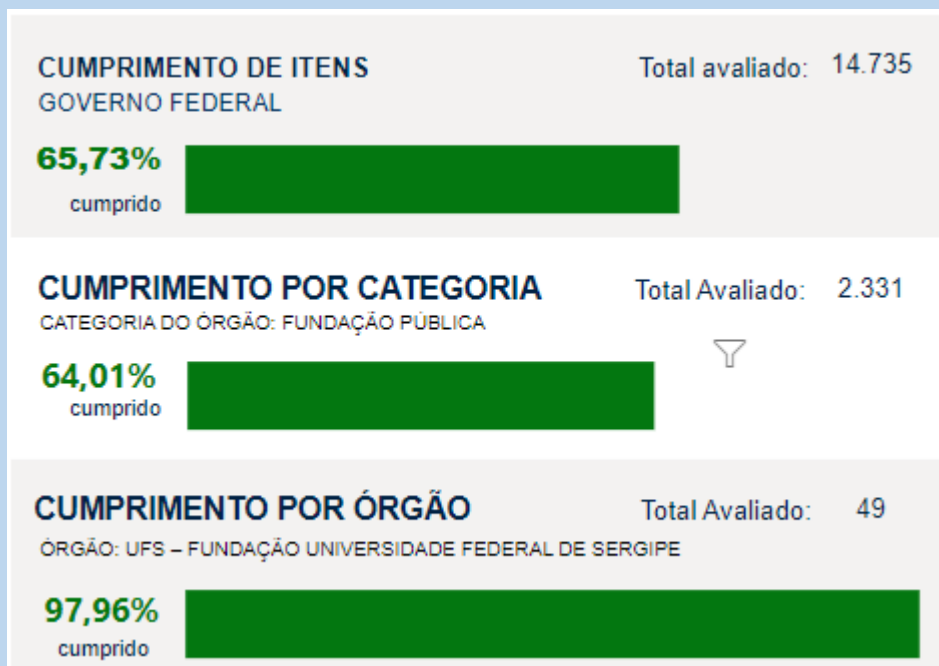 CUMPRIMENTO DE ITENS Total avaliado: 14.735
GOVERNO FEDERAL
65,73%
cumprido
CUMPRIMENTO POR CATEGORIA Total Avaliado: 2.331
CATEGORIA DO ÓRGÃO: FUNDAÇÃO PÚBLICA
64,01%
cumprido
CUMPRIMENTO POR ÓRGÃO Total Avaliado: 49
ÓRGÃO: UFS – FUNDAÇÃO UNIVERSIDADE FEDERAL DE SERGIPE
97,96%
cumprido